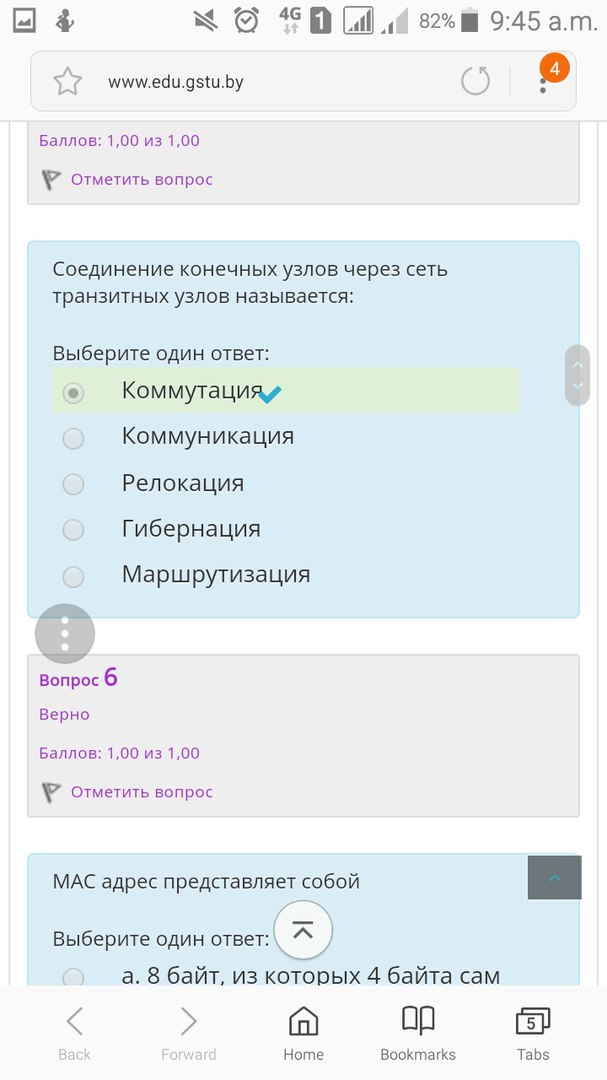 4G 1 82% 9:45 a.m.
www.edu.gstu.by
4
Баллов: 1,00 из 1,00
Отметить вопрос
Соединение конечных узлов через сеть
транзитных узлов называется:
Выберите один ответ:
Коммутация
Коммуникация
Релокация
Гибернация
Маршрутизация
Вопрос 6
Верно
Баллов: 1,00 из 1,00
Отметить вопрос
MAC адрес представляет собой
Выберите один ответ:
a. 8 байт, из которых 4 байта сам
Back Forward Home Bookmarks 5 Tabs